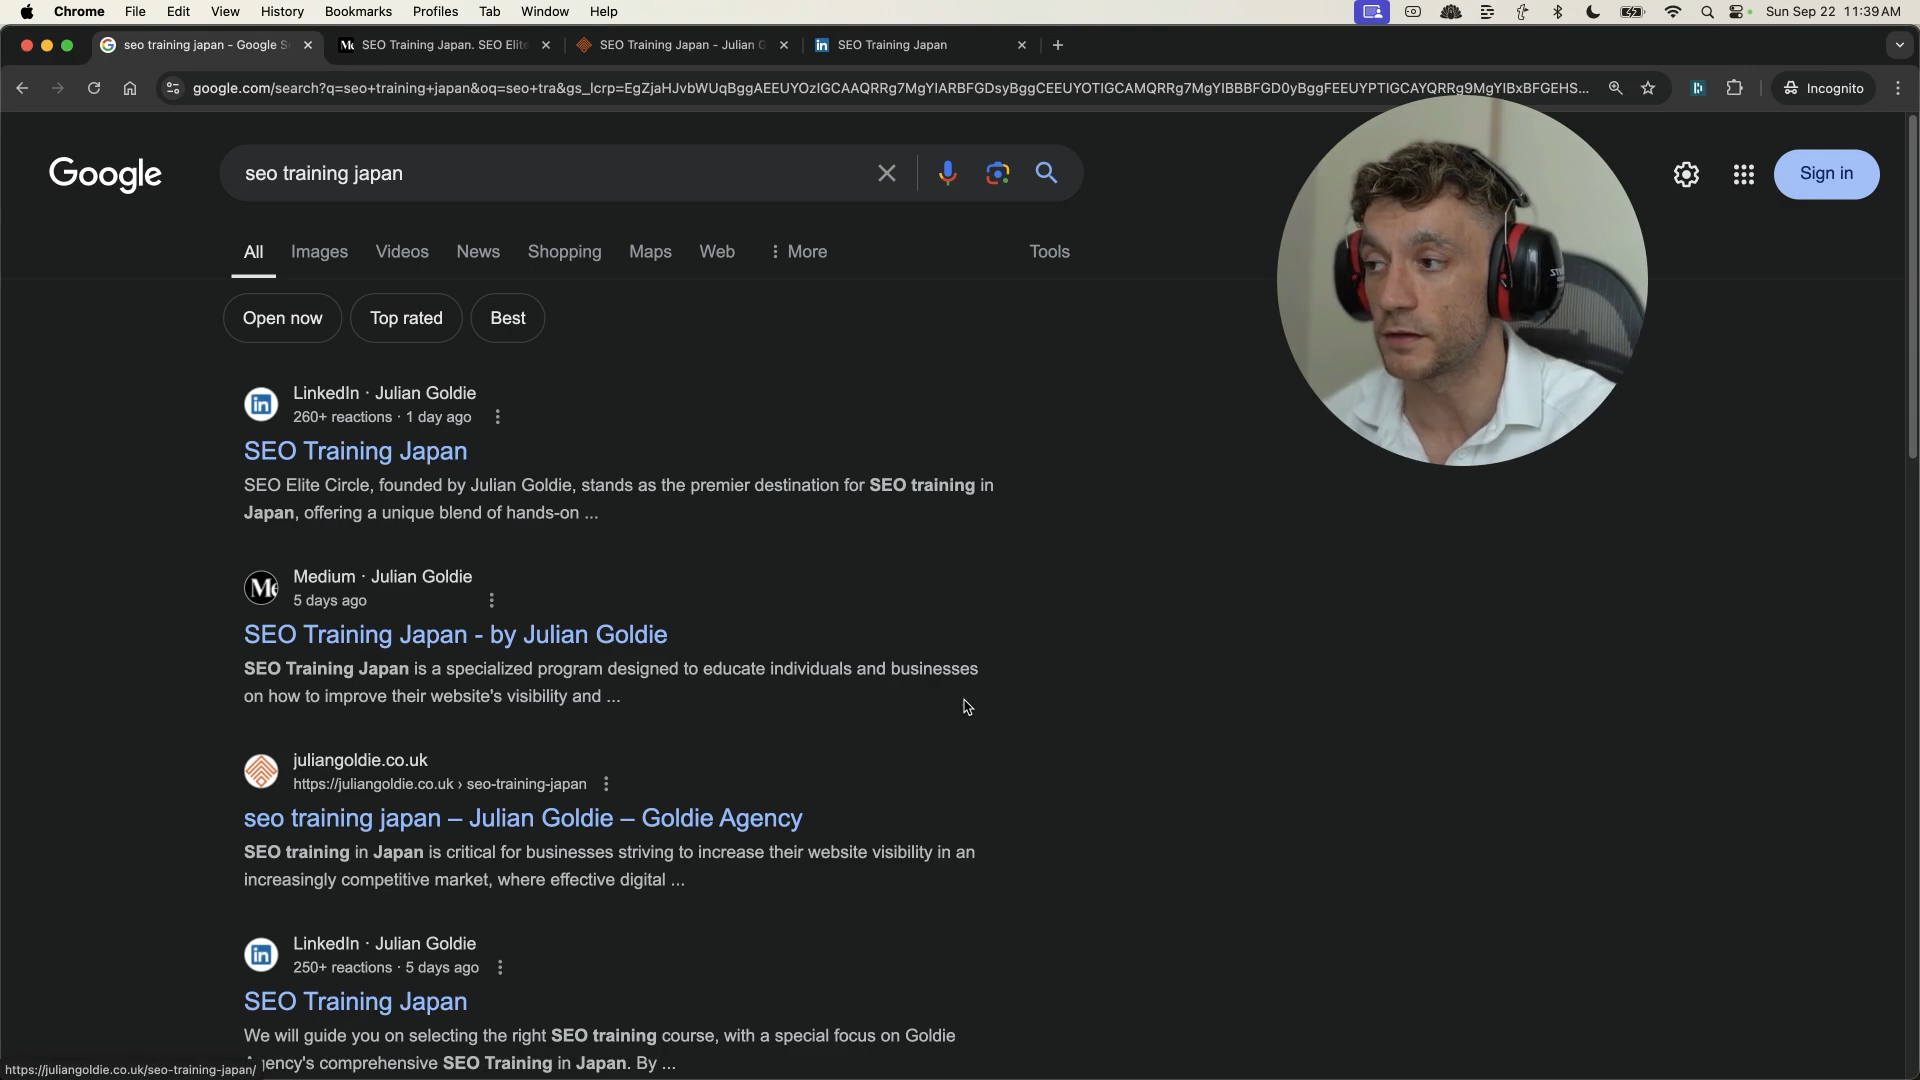 Chrome File Edit View History Bookmarks Profiles Tab Window Help Sun Sep 22 11:39 AM
seo training japan - Google S
SEO Training Japan. SEO Elite
SEO Training Japan - Julian G
SEO Training Japan
google.com/search?q=seo+training+japan&oq=seo+tra&gs_lcrp=EgZjaHJvbWUqBggAEEUYOzIGCAAQRRg7MgYIARBFGDsyBggCEEUYOTIGCAMQRRg7MgYIBBBFGD0yBggFEEUYPTIGCAYQRRg9MgYIBxBFGEHS...
Incognito
Google
seo training japan
Sign in
All Images Videos News Shopping Maps Web More Tools
Open now Top rated Best
LinkedIn · Julian Goldie
260+ reactions · 1 day ago
SEO Training Japan
SEO Elite Circle, founded by Julian Goldie, stands as the premier destination for SEO training in
Japan, offering a unique blend of hands-on ...
Medium · Julian Goldie
5 days ago
SEO Training Japan - by Julian Goldie
SEO Training Japan is a specialized program designed to educate individuals and businesses
on how to improve their website's visibility and ...
juliangoldie.co.uk
https://juliangoldie.co.uk › seo-training-japan
seo training japan – Julian Goldie – Goldie Agency
SEO training in Japan is critical for businesses striving to increase their website visibility in an
increasingly competitive market, where effective digital ...
LinkedIn · Julian Goldie
250+ reactions · 5 days ago
SEO Training Japan
We will guide you on selecting the right SEO training course, with a special focus on Goldie
gency's comprehensive SEO Training in Japan. By ...
https://juliangoldie.co.uk/seo-training-japan/